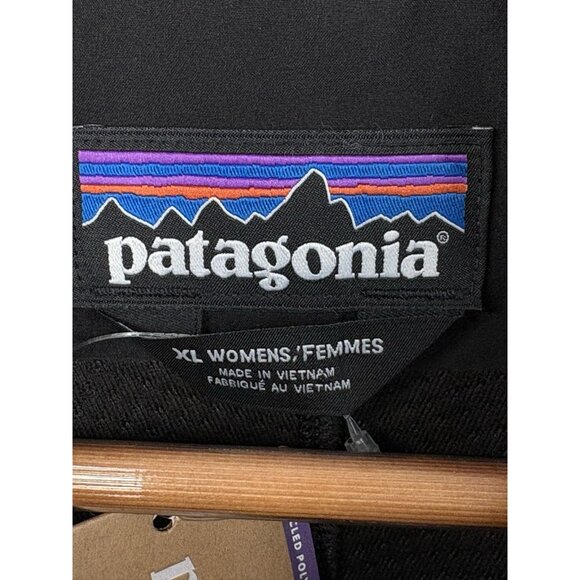 patagonia®
XL WOMENS/FEMMES
MADE IN VIETNAM
FABRIQUÉ AU VIETNAM